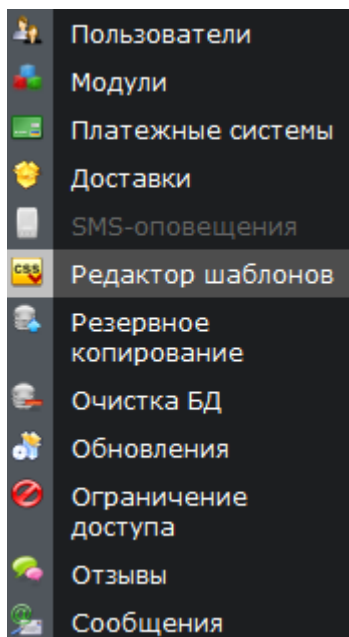 Пользователи
Модули
Платежные системы
Доставки
SMS-оповещения
CSS
Редактор шаблонов
Резервное
копирование
Очистка БД
Обновления
Ограничение
доступа
Отзывы
Сообщения